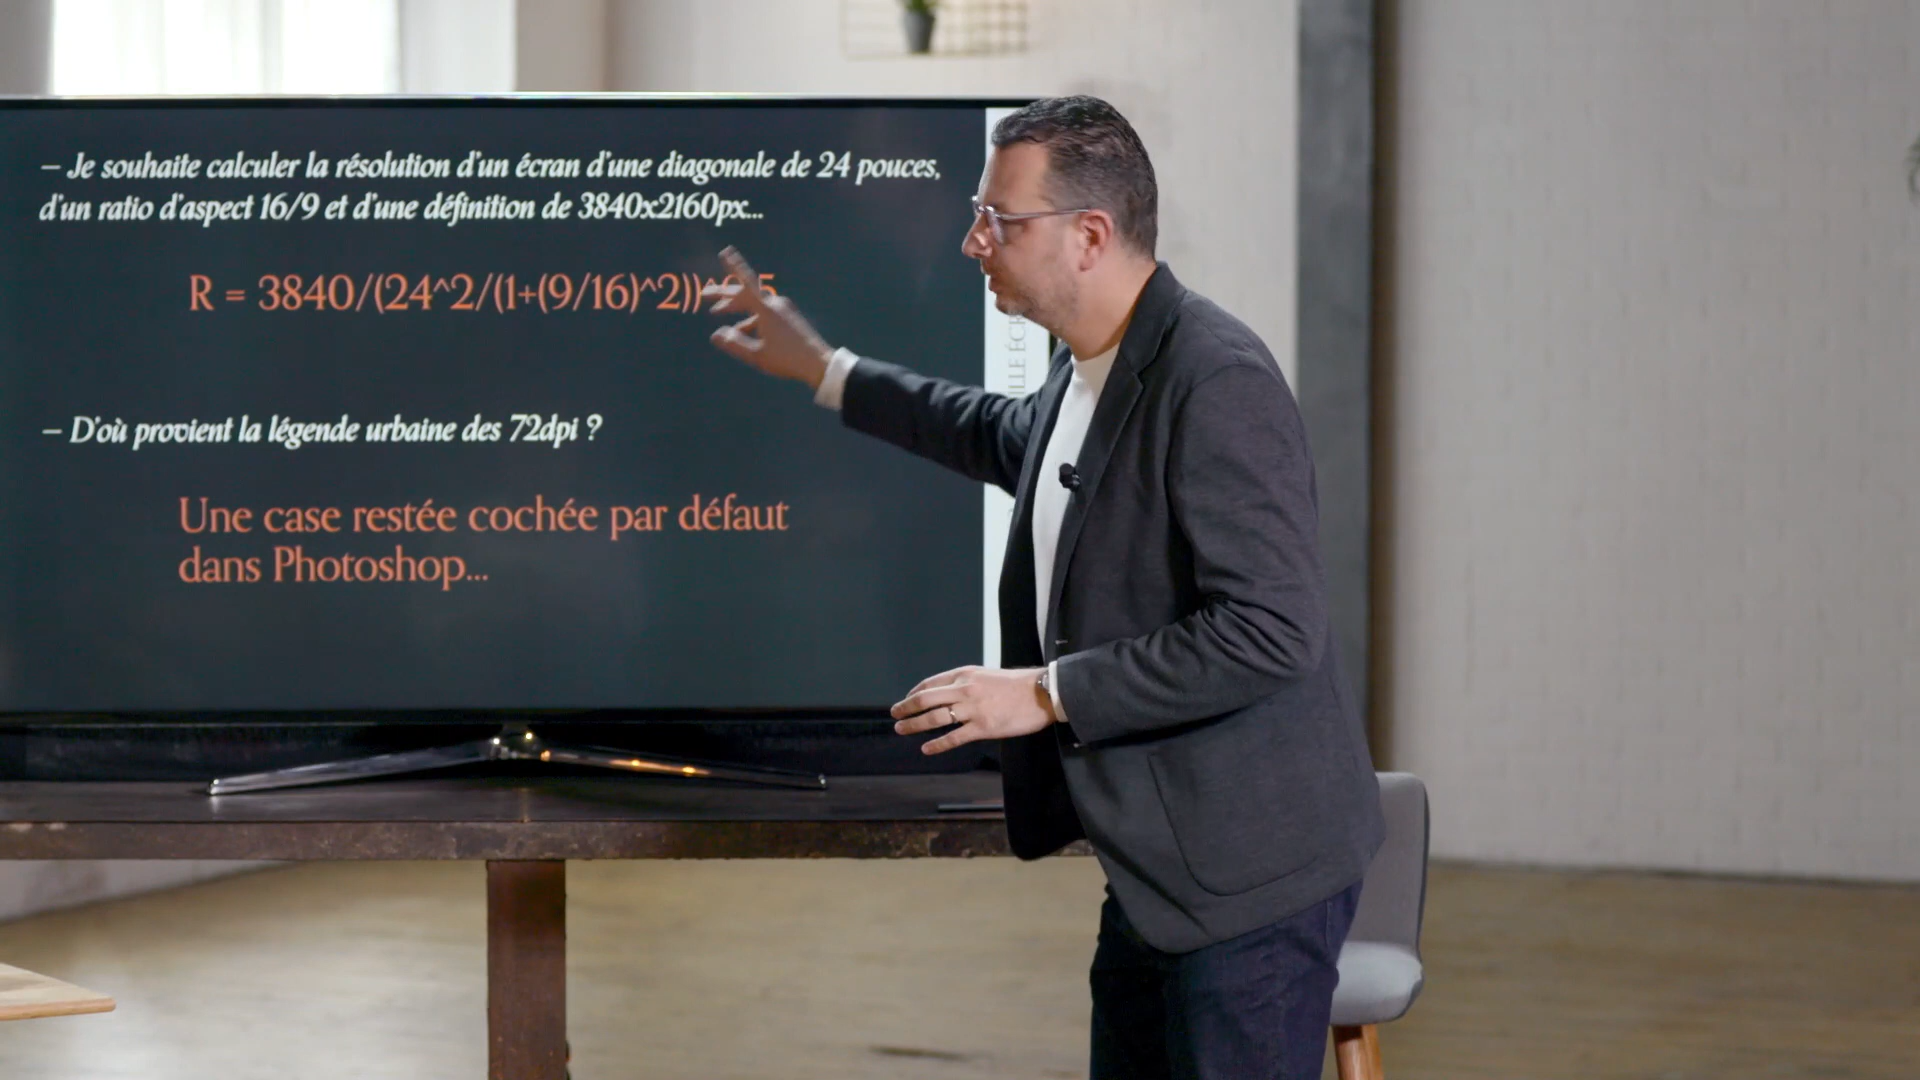 – Je souhaite calculer la résolution d'un écran d'une diagonale de 24 pouces,
d'un ratio d'aspect 16/9 et d'une définition de 3840x2160px...
R = 3840/(24^2/(1+(9/16)^2))^
– D'où provient la légende urbaine des 72dpi ?
Une case restée cochée par défaut
dans Photoshop...